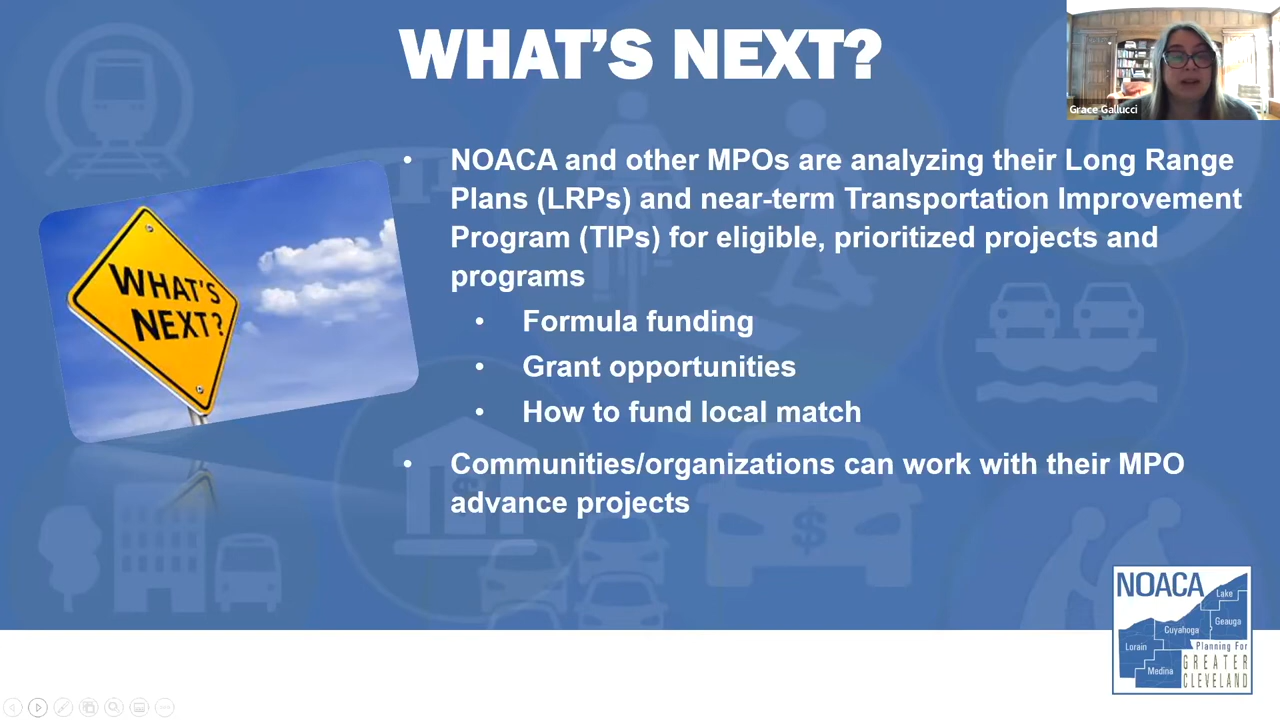 WHAT'S NEXT?
Grace Gallucci
• NOACA and other MPOs are analyzing their Long Range
Plans (LRPs) and near-term Transportation Improvement
Program (TIPs) for eligible, prioritized projects and
programs
• Formula funding
• Grant opportunities
• How to fund local match
• Communities/organizations can work with their MPO
advance projects
WHAT'S
NEXT?
$
NOACA
Lake
Geauga
Cuyahoga
Lorain
Medina
Planning For
GREATER
CLEVELAND